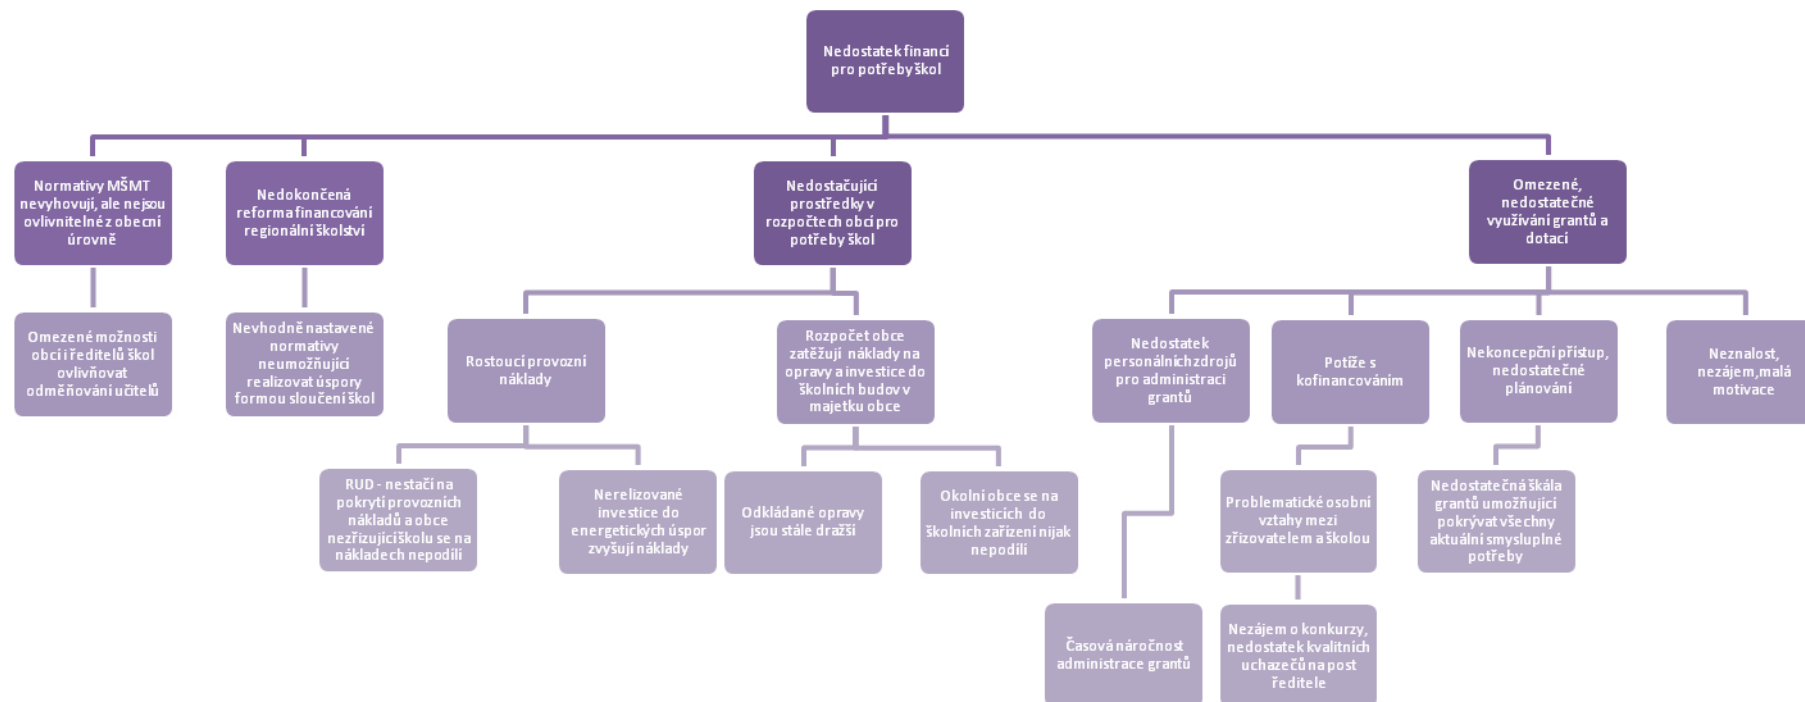 Nedostatek financí
pro potřeby škol
Normativy MŠMT
nevyhovují, ale nejsou
ovlivnitelné z obecní
úrovně
Nedokončená
reforma financování
regionální školství
Nedostačující
prostředky v
rozpočtech obcí pro
potřeby škol
Omezené,
nedostatečné
využívání grantů a
dotací
Omezené možnosti
obcí i ředitelů škol
ovlivňovat
odměňování učitelů
Nevhodně nastavené
normativy
neumožňující
realizovat úspory
formou sloučení škol
Rostoucí provozní
náklady
Rozpočet obce
zatěžují náklady na
opravy a investice do
školních budov v
majetku obce
Nedostatek
personálních zdrojů
pro administraci
grantů
Potíže s
kofinancováním
Nekoncepční přístup,
nedostatečné
plánování
Neznalost,
nezájem,malá
motivace
RUD - nestačí na
pokrytí provozních
nákladů a obce
nezřizující školu se na
nákladech nepodílí
Nerelizované
investice do
energetických úspor
zvyšují náklady
Odkládané opravy
jsou stále dražší
Okolní obce se na
investicích do
školních zařízení nijak
nepodílí
Problematické osobní
vztahy mezi
zřizovatelem a školou
Nedostatečná škála
grantů umožňující
pokrývat všechny
aktuální smysluplné
potřeby
Časová náročnost
administrace grantů
Nezájem o konkurzy,
nedostatek kvalitních
uchazečů na post
ředitele